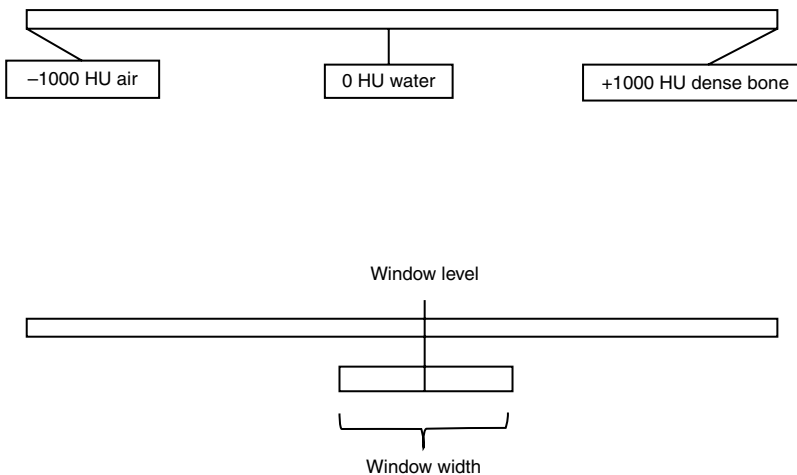 –1000 HU air
0 HU water
+1000 HU dense bone
Window level
Window width